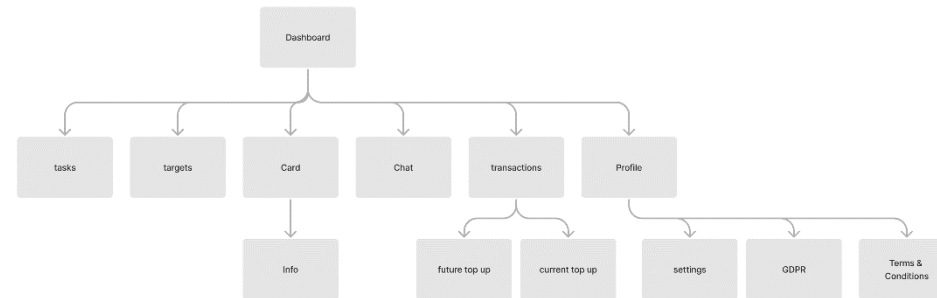 Dashboard
tasks
targets
Card
Chat
transactions
Profile
Info
future top up
current top up
settings
GDPR
Terms &
Conditions